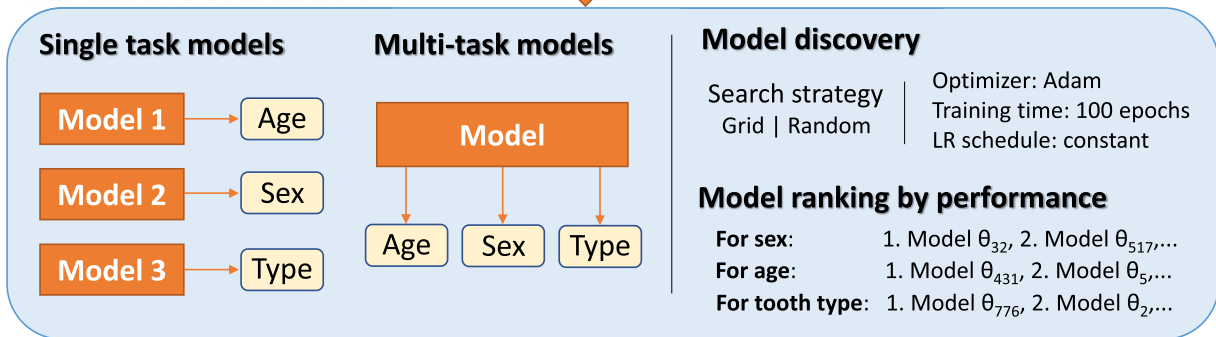 Single task models
Model 1
Age
Model 2
Sex
Model 3
Type
Multi-task models
Model
Age
Sex
Type
Model discovery
Search strategy
Grid | Random
Optimizer: Adam
Training time: 100 epochs
LR schedule: constant
Model ranking by performance
For sex: 1. Model θ₃₂, 2. Model θ₅₁₇,...
For age: 1. Model θ₄₃₁, 2. Model θ₅,...
For tooth type: 1. Model θ₇₇₆, 2. Model θ₂,...